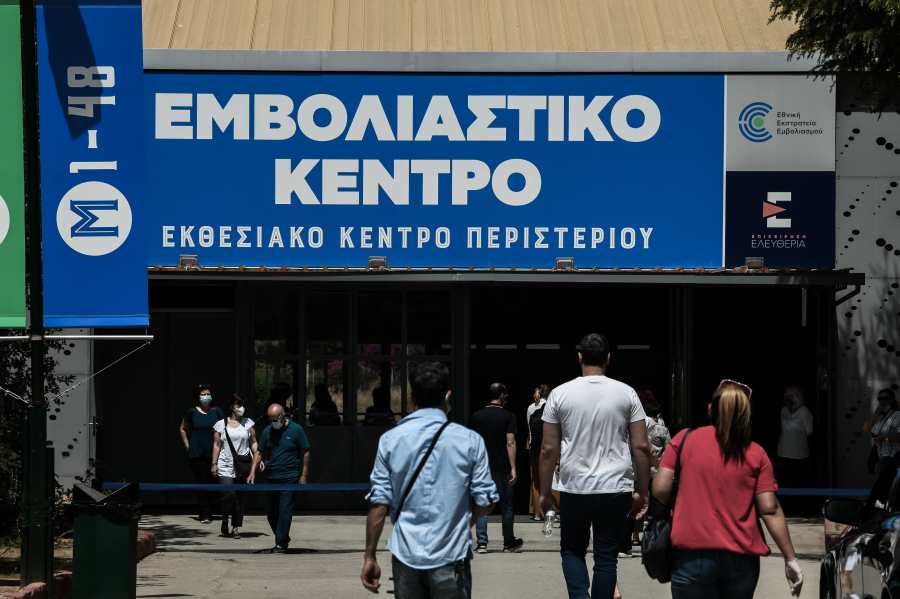 1-48
Σ
ΕΜΒΟΛΙΑΣΤΙΚΟ
ΚΕΝΤΡΟ
ΕΚΘΕΣΙΑΚΟ ΚΕΝΤΡΟ ΠΕΡΙΣΤΕΡΙΟΥ
Εθνική
Εκστρατεία
Εμβολιασμού
Ε
ΕΠΙΧΕΙΡΗΣΗ
ΕΛΕΥΘΕΡΙΑ